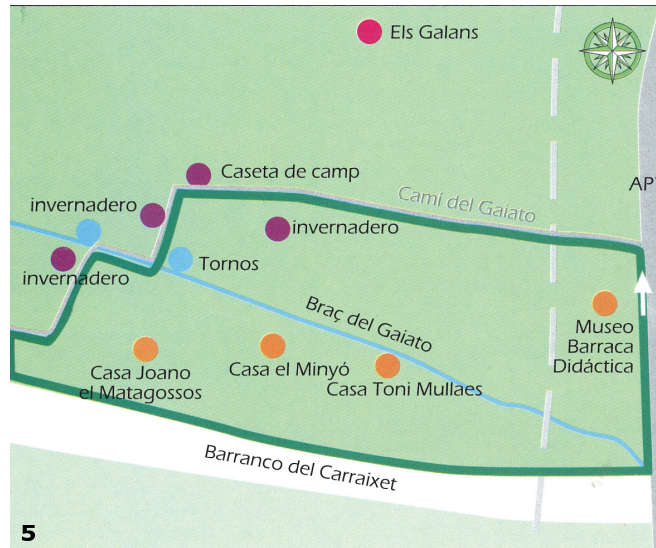 Els Galans
Caseta de camp
AP
Camí del Gaiato
invernadero
invernadero
invernadero
Tornos
Braç del Gaiato
Museo
Barraca
Didáctica
Casa Joano
el Matagossos
Casa el Minyó
Casa Toni Mullaes
Barranco del Carraixet
5